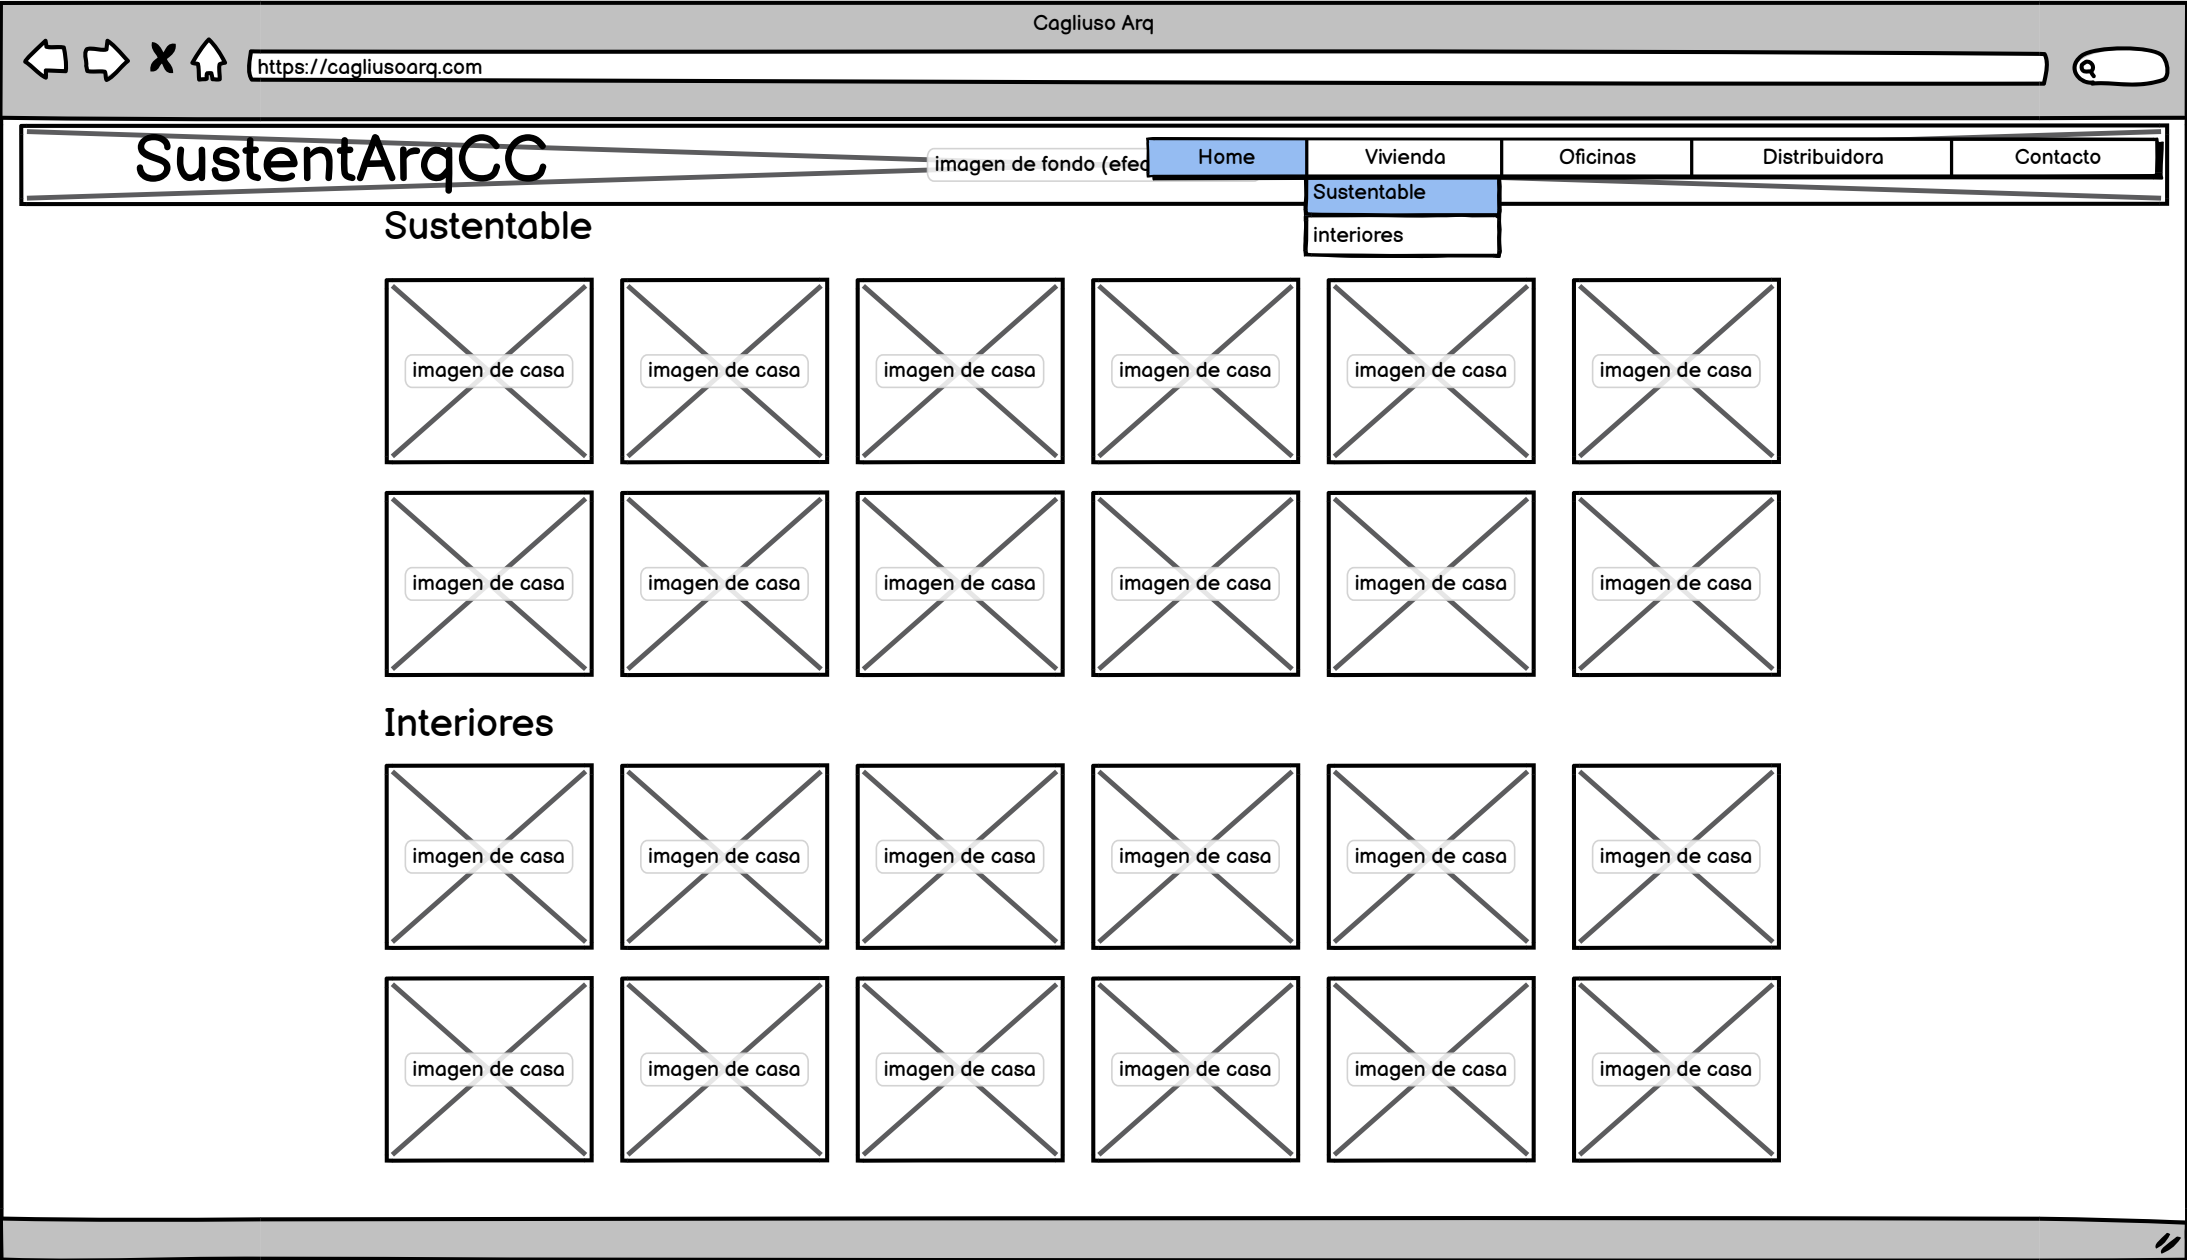 Cagliuso Arq
https://cagliusoarq.com
SustentArqCC
imagen de fondo
Home Vivienda Oficinas Distribuidora Contacto
Sustentable
interiores
Sustentable
imagen de casa imagen de casa imagen de casa imagen de casa imagen de casa imagen de casa
imagen de casa imagen de casa imagen de casa imagen de casa imagen de casa imagen de casa
Interiores
imagen de casa imagen de casa imagen de casa imagen de casa imagen de casa imagen de casa
imagen de casa imagen de casa imagen de casa imagen de casa imagen de casa imagen de casa